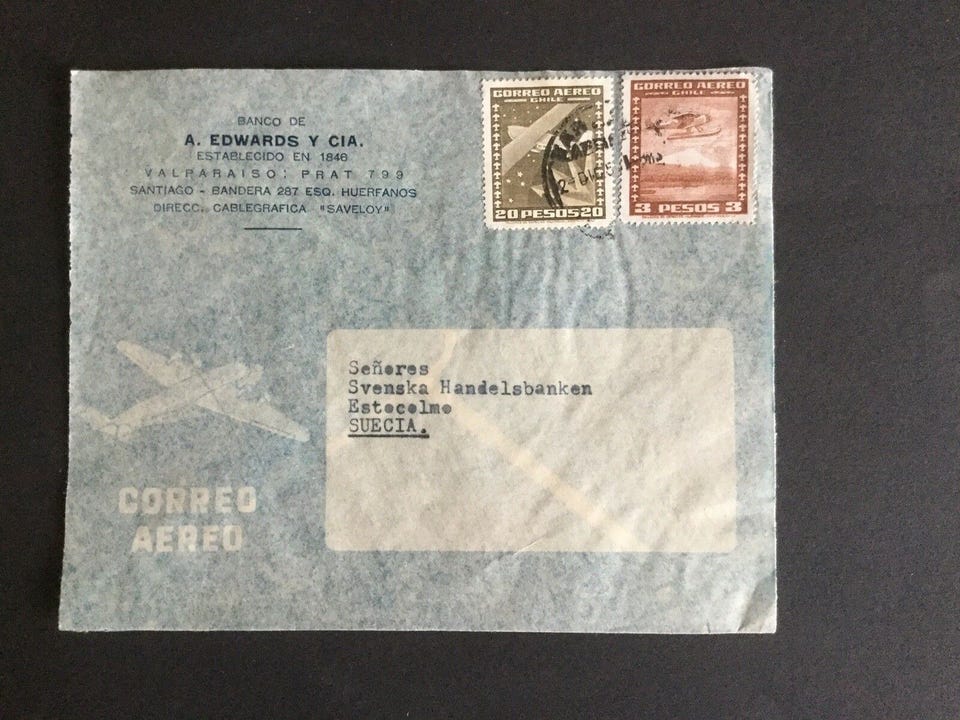 BANCO DE
A. EDWARDS Y CIA.
ESTABLECIDO EN 1846
VALPARAISO: PRAT 799
SANTIAGO - BANDERA 287 ESQ. HUERFANOS
DIRECC. CABLEGRAFICA "SAVELOY"
CORREO AEREO
CHILE
20 PESOS 20
CORREO AEREO
CHILE
3 PESOS 3
Señores
Svenska Handelsbanken
Estocolmo
SUECIA.
CORREO
AEREO